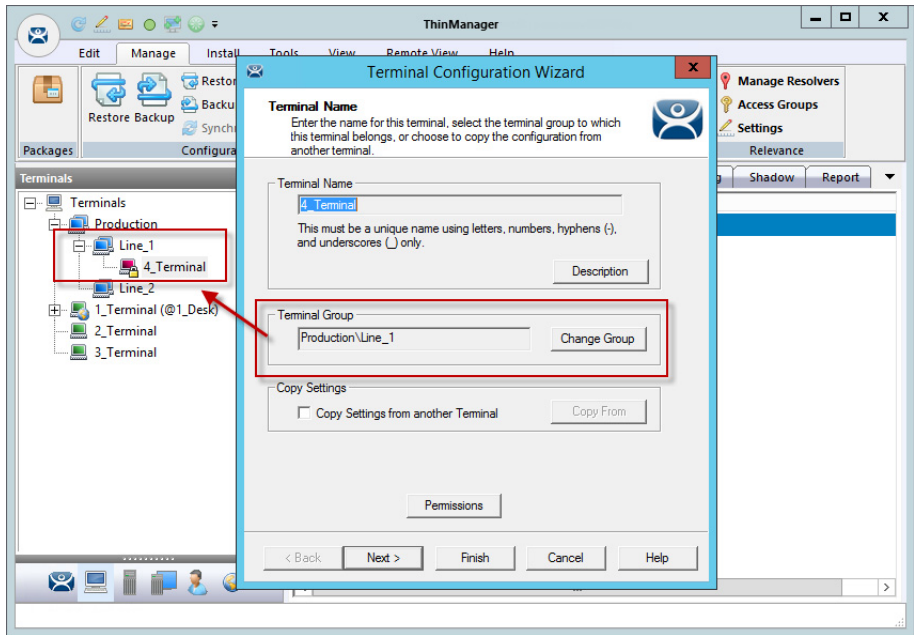 ThinManager
Edit Manage Install Tools View Remote View Help
Packages
Restore Backup
Restor
Backu
Synchr
Configura
Manage Resolvers
Access Groups
Settings
Relevance
Terminals
Shadow Report
Terminals
Production
Line_1
4_Terminal
Line_2
1_Terminal (@1_Desk)
2_Terminal
3_Terminal
Terminal Configuration Wizard
x
Terminal Name
Enter the name for this terminal, select the terminal group to which
this terminal belongs, or choose to copy the configuration from
another terminal.
Terminal Name
4_Terminal
This must be a unique name using letters, numbers, hyphens (-),
and underscores (_) only.
Description
Terminal Group
Production\Line_1
Change Group
Copy Settings
Copy Settings from another Terminal
Copy From
Permissions
< Back Next > Finish Cancel Help